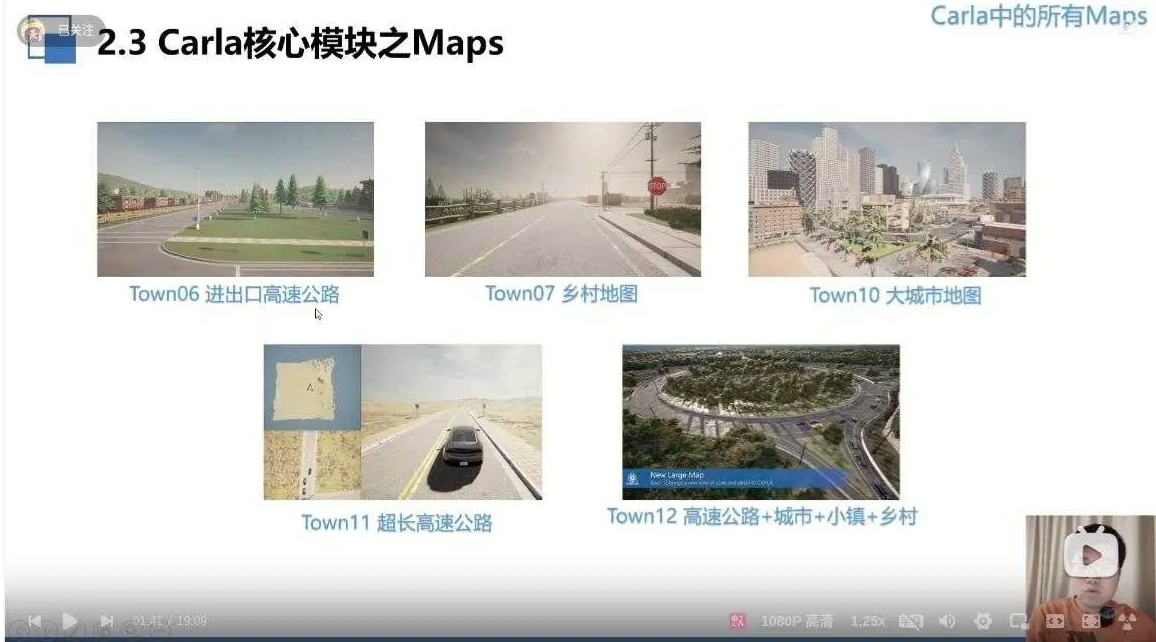 Carla中的所有Maps
已关注
2.3 Carla核心模块之Maps
STOP
Town06 进出口高速公路
Town07 乡村地图
Town10 大城市地图
New Large Map
Town11 超长高速公路
Town12 高速公路+城市+小镇+乡村
01:41 / 19:09
1080P 高清
1.25x